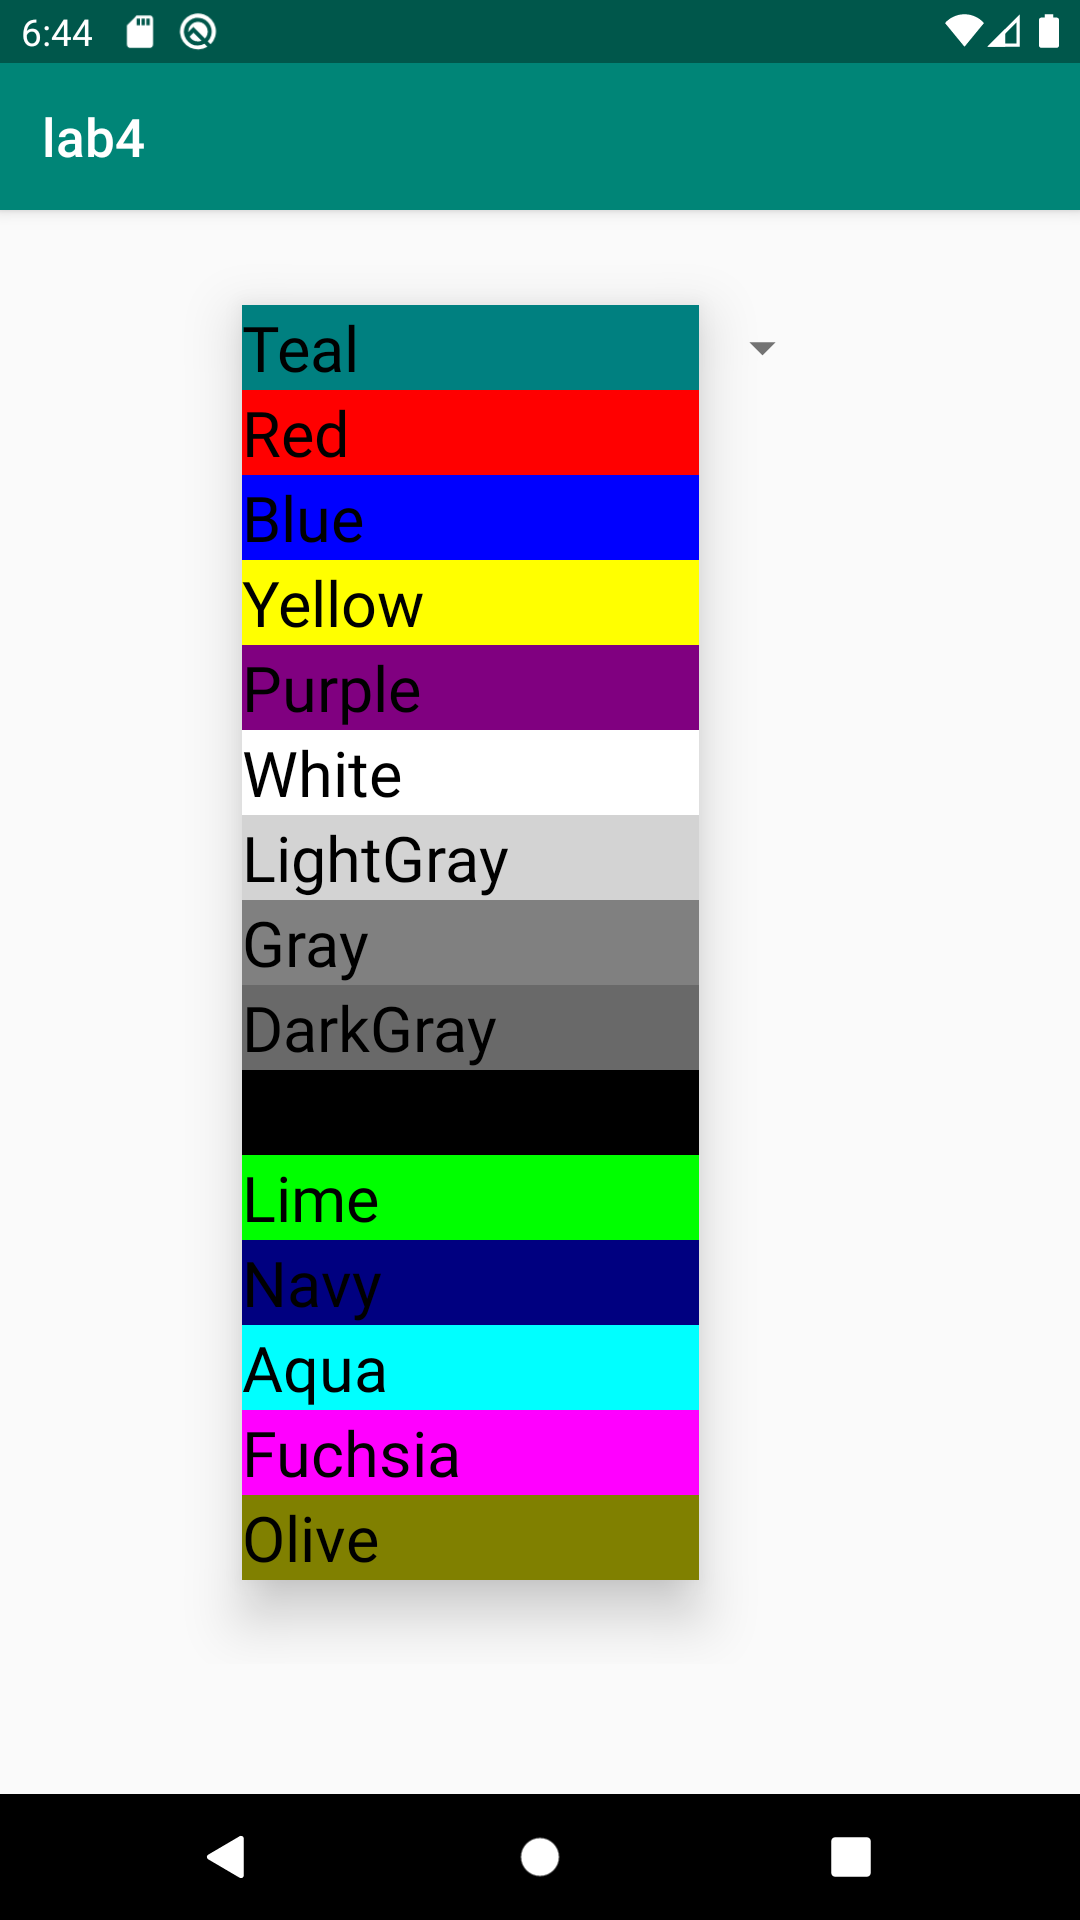 6:44
lab4
Teal
Red
Blue
Yellow
Purple
White
LightGray
Gray
DarkGray
Lime
Navy
Aqua
Fuchsia
Olive